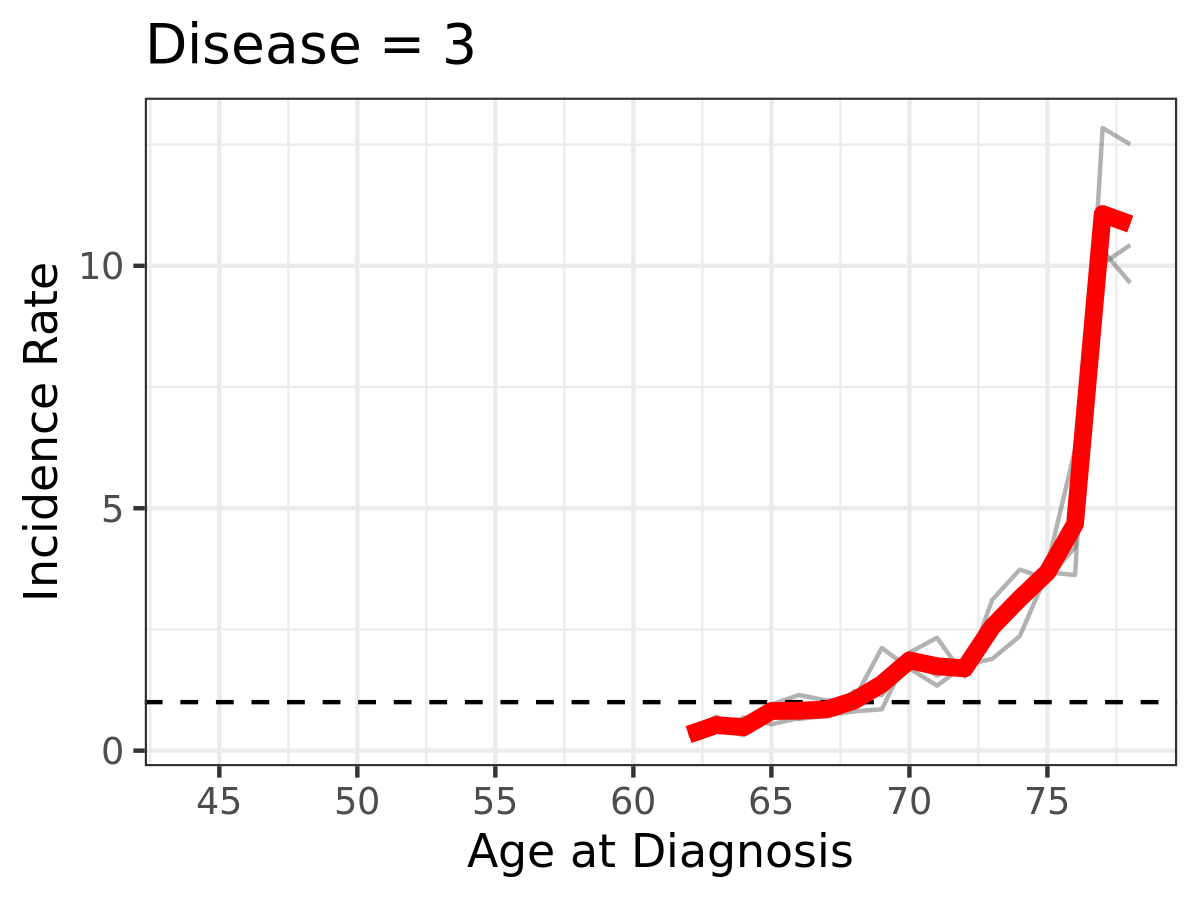 Disease = 3
Incidence Rate
10
5
0
45 50 55 60 65 70 75
Age at Diagnosis